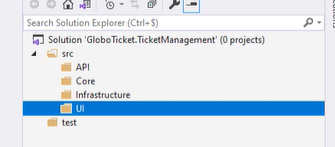 Search Solution Explorer (Ctrl+$)
Solution 'GloboTicket.TicketManagement' (0 projects)
src
API
Core
Infrastructure
UI
test